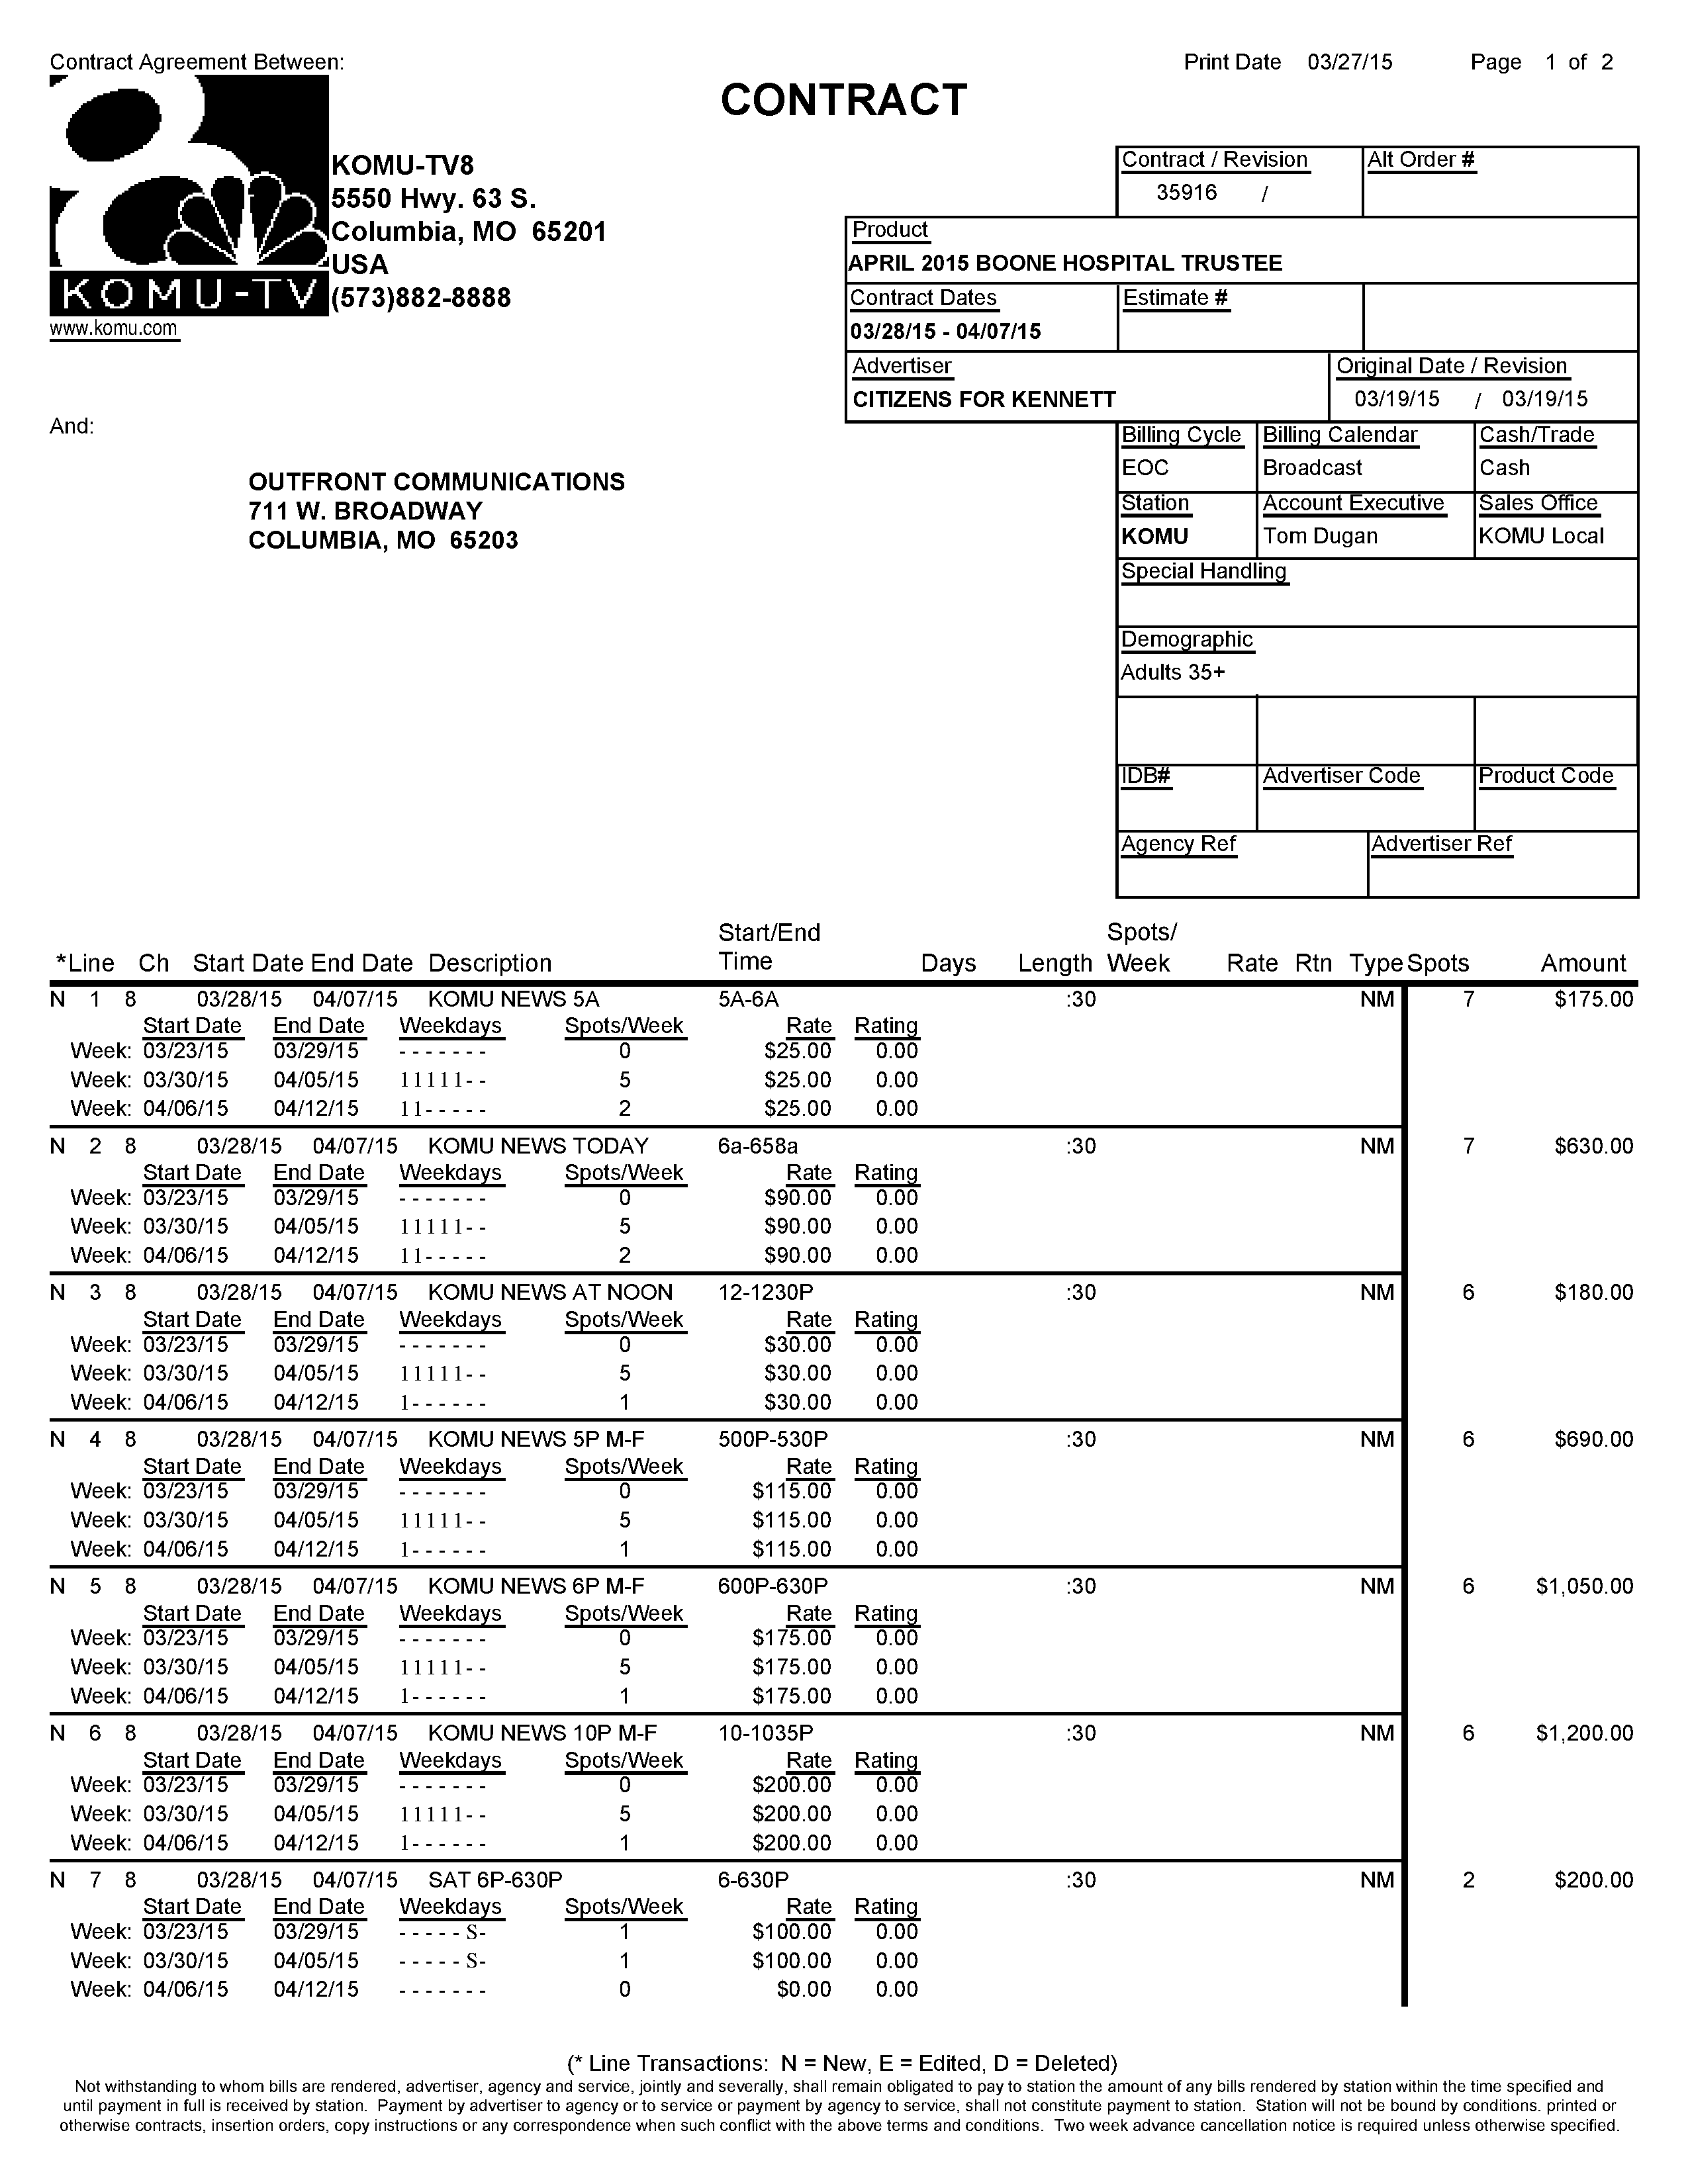 Contract Agreement Between:
Print Date 03/27/15 Page 1 of 2
CONTRACT
KOMU-TV
www.komu.com
KOMU-TV8
5550 Hwy. 63 S.
Columbia, MO 65201
USA
(573)882-8888
Contract / Revision Alt Order #
35916 /
Product
APRIL 2015 BOONE HOSPITAL TRUSTEE
Contract Dates Estimate #
03/28/15 - 04/07/15
Advertiser Original Date / Revision
CITIZENS FOR KENNETT 03/19/15 / 03/19/15
And:
OUTFRONT COMMUNICATIONS
711 W. BROADWAY
COLUMBIA, MO 65203
Billing Cycle Billing Calendar Cash/Trade
EOC Broadcast Cash
Station Account Executive Sales Office
KOMU Tom Dugan KOMU Local
Special Handling
Demographic
Adults 35+
IDB# Advertiser Code Product Code
Agency Ref Advertiser Ref
Start/End Spots/
*Line Ch Start Date End Date Description Time Days Length Week Rate Rtn Type Spots Amount
N 1 8 03/28/15 04/07/15 KOMU NEWS 5A 5A-6A :30 NM 7 $175.00
Start Date End Date Weekdays Spots/Week Rate Rating
Week: 03/23/15 03/29/15 - - - - - - - 0 $25.00 0.00
Week: 03/30/15 04/05/15 11111- - 5 $25.00 0.00
Week: 04/06/15 04/12/15 11- - - - - 2 $25.00 0.00
N 2 8 03/28/15 04/07/15 KOMU NEWS TODAY 6a-658a :30 NM 7 $630.00
Start Date End Date Weekdays Spots/Week Rate Rating
Week: 03/23/15 03/29/15 - - - - - - - 0 $90.00 0.00
Week: 03/30/15 04/05/15 11111- - 5 $90.00 0.00
Week: 04/06/15 04/12/15 11- - - - - 2 $90.00 0.00
N 3 8 03/28/15 04/07/15 KOMU NEWS AT NOON 12-1230P :30 NM 6 $180.00
Start Date End Date Weekdays Spots/Week Rate Rating
Week: 03/23/15 03/29/15 - - - - - - - 0 $30.00 0.00
Week: 03/30/15 04/05/15 11111- - 5 $30.00 0.00
Week: 04/06/15 04/12/15 1- - - - - - 1 $30.00 0.00
N 4 8 03/28/15 04/07/15 KOMU NEWS 5P M-F 500P-530P :30 NM 6 $690.00
Start Date End Date Weekdays Spots/Week Rate Rating
Week: 03/23/15 03/29/15 - - - - - - - 0 $115.00 0.00
Week: 03/30/15 04/05/15 11111- - 5 $115.00 0.00
Week: 04/06/15 04/12/15 1- - - - - - 1 $115.00 0.00
N 5 8 03/28/15 04/07/15 KOMU NEWS 6P M-F 600P-630P :30 NM 6 $1,050.00
Start Date End Date Weekdays Spots/Week Rate Rating
Week: 03/23/15 03/29/15 - - - - - - - 0 $175.00 0.00
Week: 03/30/15 04/05/15 11111- - 5 $175.00 0.00
Week: 04/06/15 04/12/15 1- - - - - - 1 $175.00 0.00
N 6 8 03/28/15 04/07/15 KOMU NEWS 10P M-F 10-1035P :30 NM 6 $1,200.00
Start Date End Date Weekdays Spots/Week Rate Rating
Week: 03/23/15 03/29/15 - - - - - - - 0 $200.00 0.00
Week: 03/30/15 04/05/15 11111- - 5 $200.00 0.00
Week: 04/06/15 04/12/15 1- - - - - - 1 $200.00 0.00
N 7 8 03/28/15 04/07/15 SAT 6P-630P 6-630P :30 NM 2 $200.00
Start Date End Date Weekdays Spots/Week Rate Rating
Week: 03/23/15 03/29/15 - - - - - S- 1 $100.00 0.00
Week: 03/30/15 04/05/15 - - - - - S- 1 $100.00 0.00
Week: 04/06/15 04/12/15 - - - - - - - 0 $0.00 0.00
(* Line Transactions: N = New, E = Edited, D = Deleted)
Not withstanding to whom bills are rendered, advertiser, agency and service, jointly and severally, shall remain obligated to pay to station the amount of any bills rendered by station within the time specified and
until payment in full is received by station. Payment by advertiser to agency or to service or payment by agency to service, shall not constitute payment to station. Station will not be bound by conditions. printed or
otherwise contracts, insertion orders, copy instructions or any correspondence when such conflict with the above terms and conditions. Two week advance cancellation notice is required unless otherwise specified.